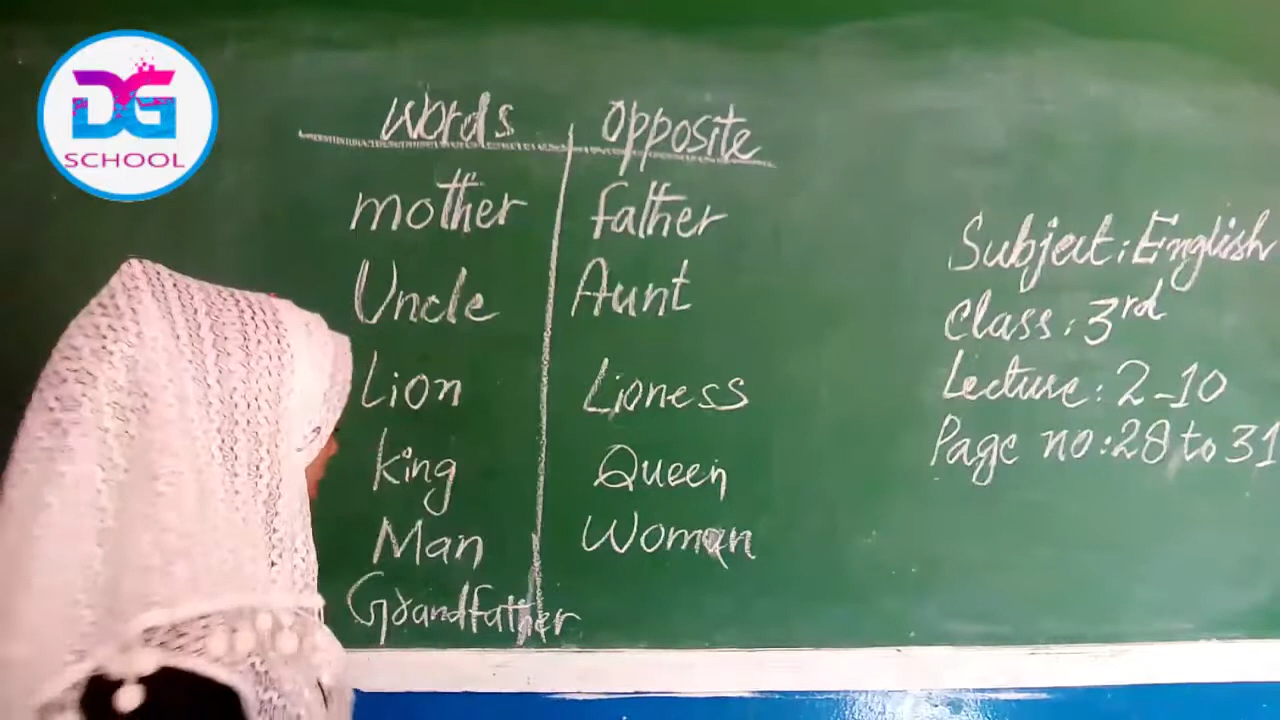 DG
SCHOOL
Words Opposite
mother father
Uncle Aunt
Lion Lioness
king Queen
Man Woman
Grandfather
Subject: English
Class: 3rd
Lecture: 2-10
Page no: 28 to 31